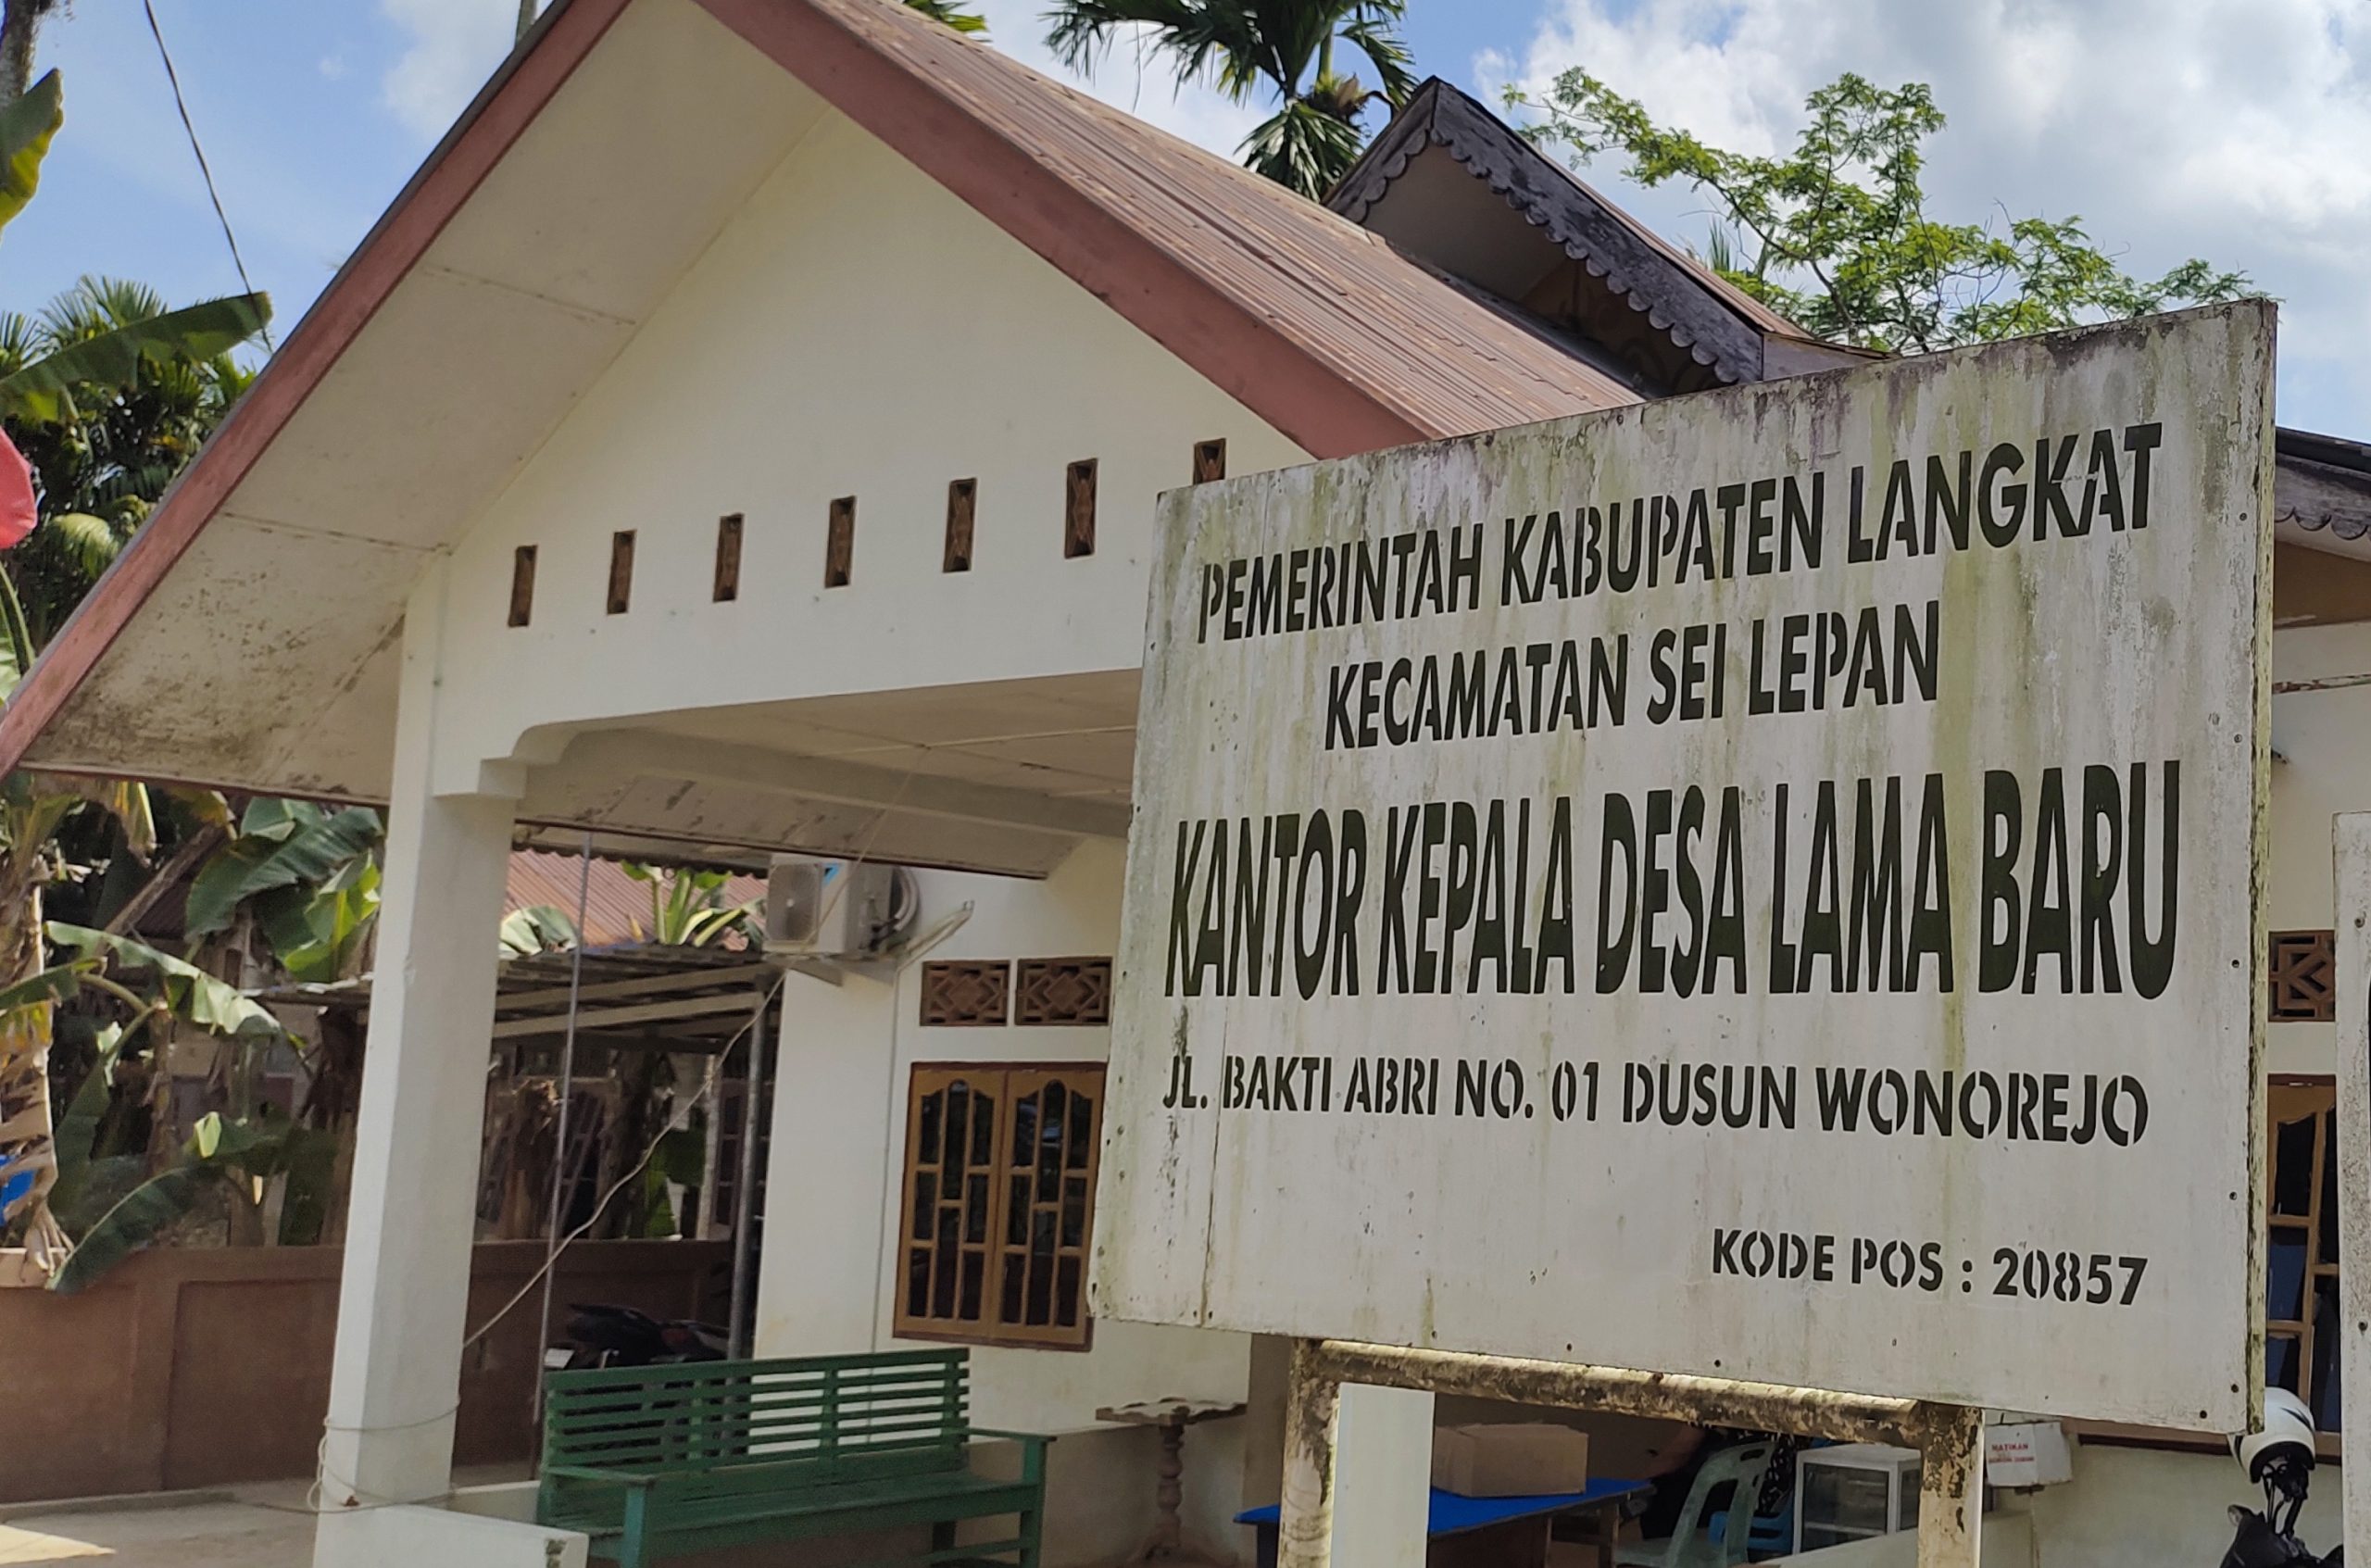 PEMERINTAH KABUPATEN LANGKAT
KECAMATAN SEI LEPAN
KANTOR KEPALA DESA LAMA BARU
JL. BAKTI ABRI NO. 01 DUSUN WONOREJO
KODE POS : 20857
MATIKAN